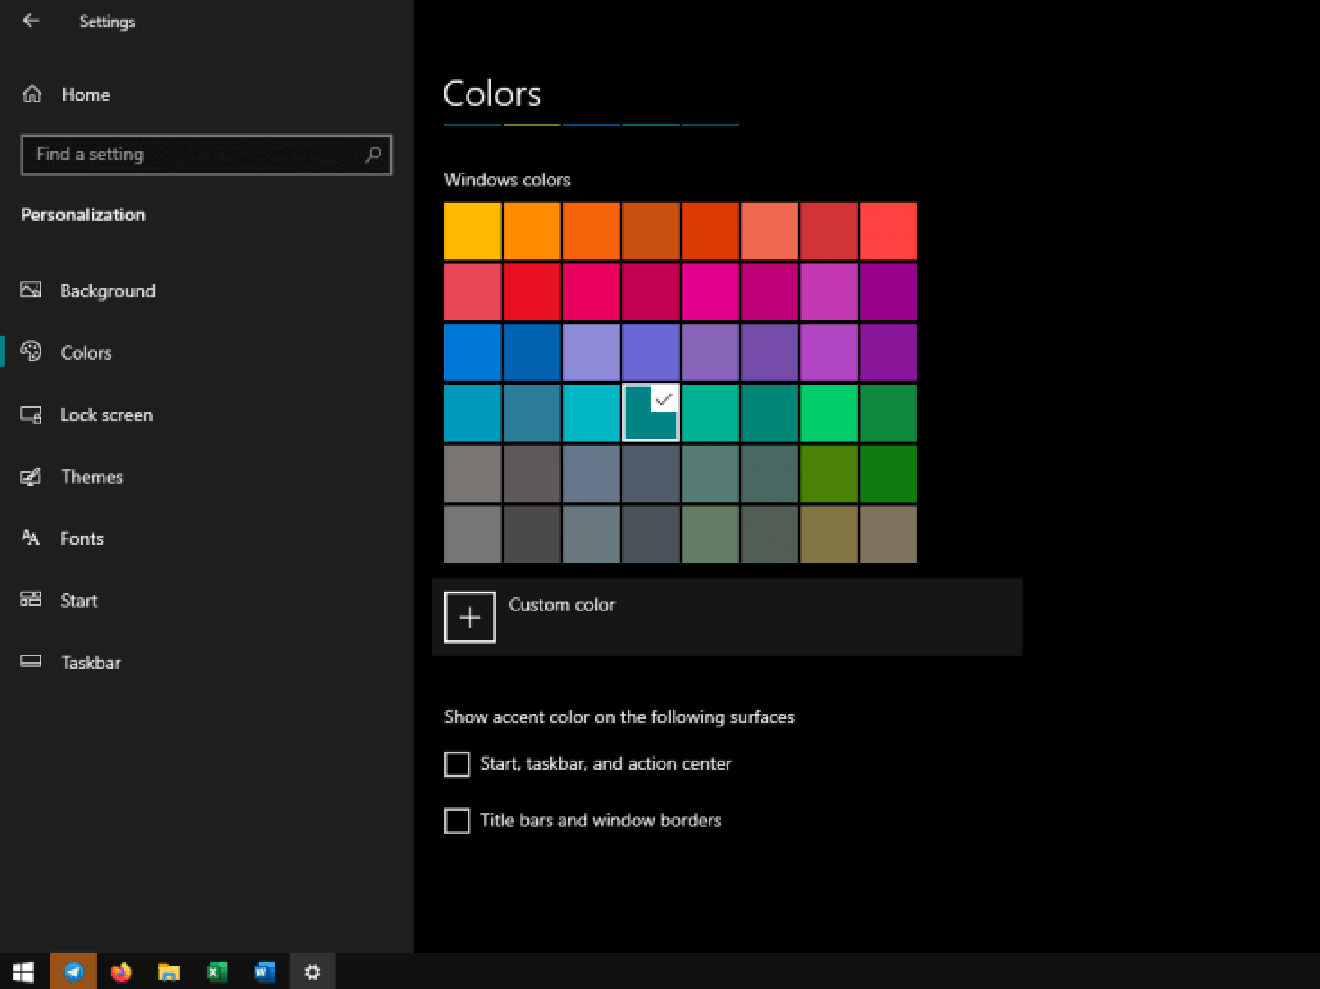 Settings
Home
Find a setting
Personalization
Background
Colors
Lock screen
Themes
Fonts
Start
Taskbar
Colors
Windows colors
Custom color
Show accent color on the following surfaces
Start, taskbar, and action center
Title bars and window borders